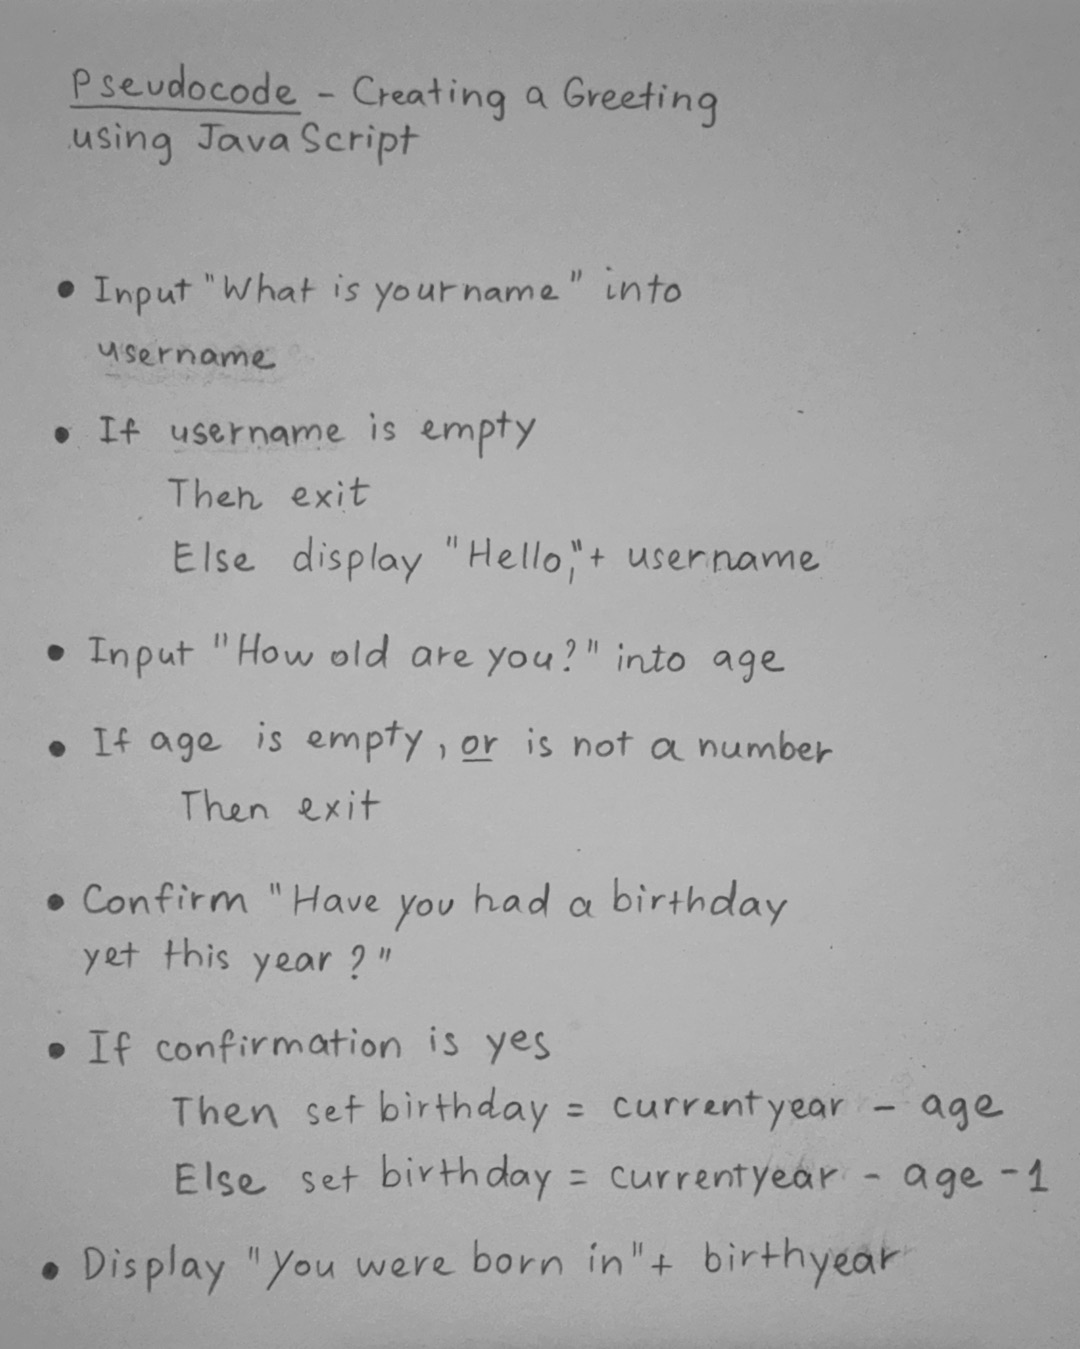 Pseudocode - Creating a Greeting
using JavaScript
• Input "What is your name" into
username
• If username is empty
Then exit
Else display "Hello," + username
• Input "How old are you?" into age
• If age is empty, or is not a number
Then exit
• Confirm "Have you had a birthday
yet this year?"
• If confirmation is yes
Then set birthday = currentyear - age
Else set birthday = currentyear - age - 1
• Display "You were born in" + birthyear